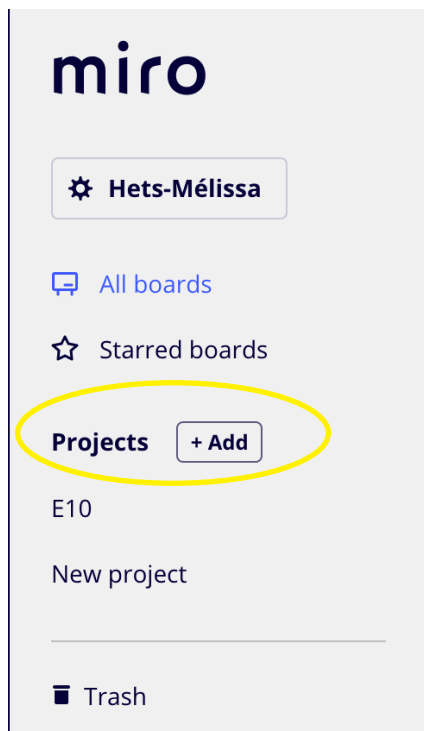 miro
Hets-Mélissa
All boards
Starred boards
Projects + Add
E10
New project
Trash